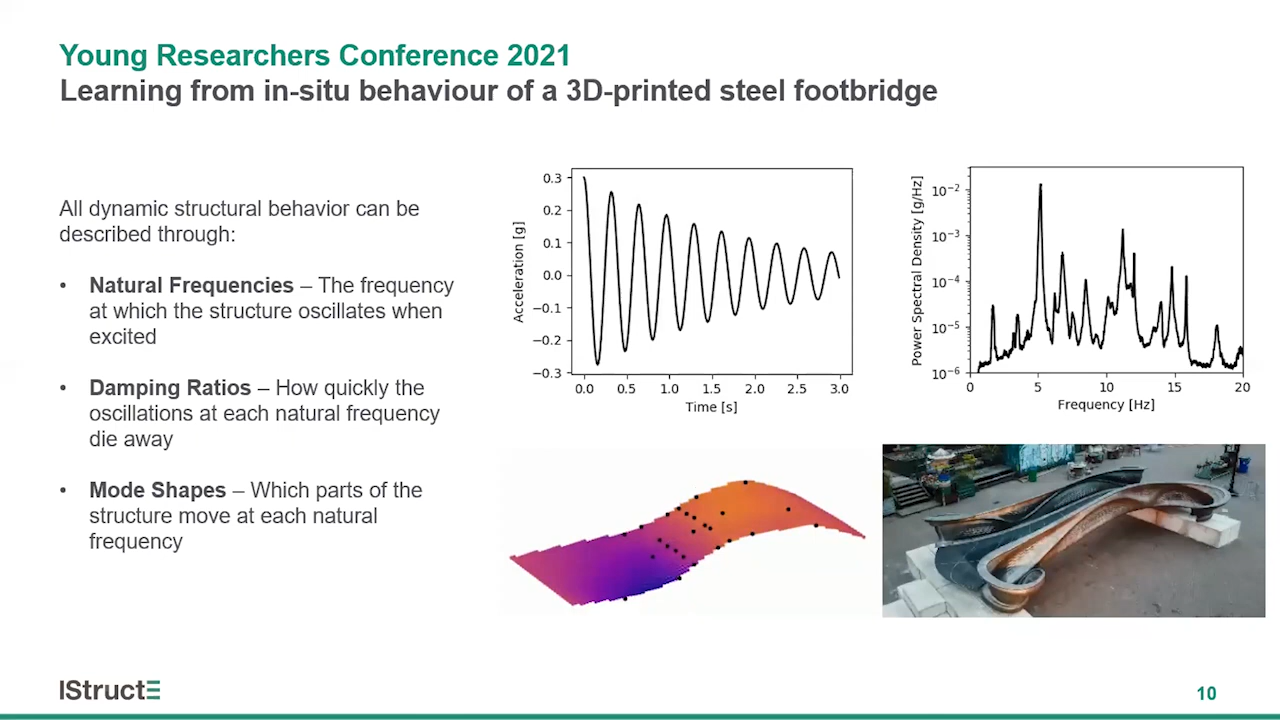 Young Researchers Conference 2021
Learning from in-situ behaviour of a 3D-printed steel footbridge
All dynamic structural behavior can be
described through:
• Natural Frequencies – The frequency
at which the structure oscillates when
excited
• Damping Ratios – How quickly the
oscillations at each natural frequency
die away
• Mode Shapes – Which parts of the
structure move at each natural
frequency
Acceleration [g]
0.3
0.2
0.1
0.0
−0.1
−0.2
−0.3
0.0 0.5 1.0 1.5 2.0 2.5 3.0
Time [s]
Power Spectral Density [g/Hz]
10⁻²
10⁻³
10⁻⁴
10⁻⁵
10⁻⁶
0 5 10 15 20
Frequency [Hz]
IStructE
10